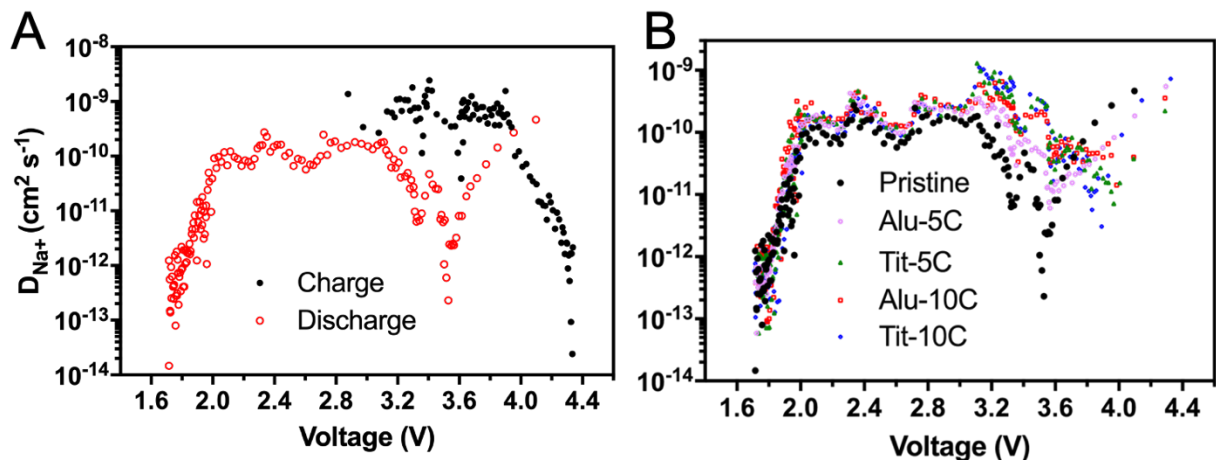 A
10⁻⁸
10⁻⁹
10⁻¹⁰
10⁻¹¹
10⁻¹²
10⁻¹³
10⁻¹⁴
D_Na+ (cm² s⁻¹)
Charge
Discharge
1.6 2.0 2.4 2.8 3.2 3.6 4.0 4.4
Voltage (V)
B
10⁻⁹
10⁻¹⁰
10⁻¹¹
10⁻¹²
10⁻¹³
10⁻¹⁴
Pristine
Alu-5C
Tit-5C
Alu-10C
Tit-10C
1.6 2.0 2.4 2.8 3.2 3.6 4.0 4.4
Voltage (V)